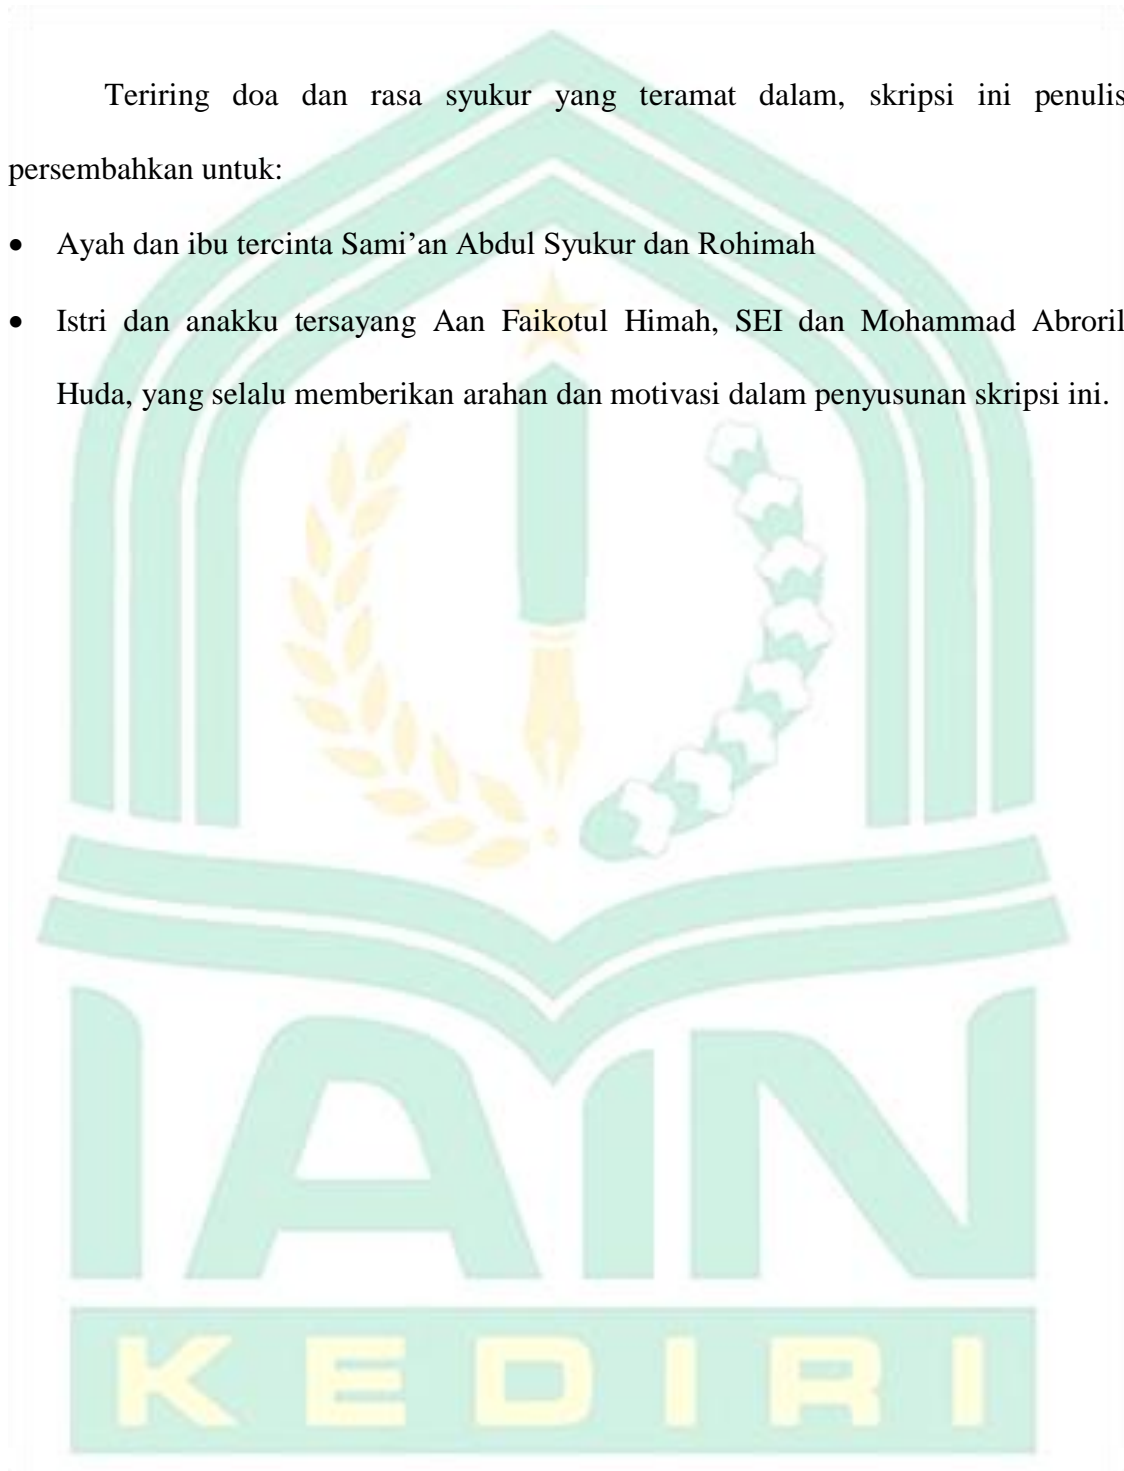 Teriring doa dan rasa syukur yang teramat dalam, skripsi ini penulis
persembahkan untuk:
• Ayah dan ibu tercinta Sami’an Abdul Syukur dan Rohimah
• Istri dan anakku tersayang Aan Faikotul Himah, SEI dan Mohammad Abroril
Huda, yang selalu memberikan arahan dan motivasi dalam penyusunan skripsi ini.
IAIN
KEDIRI